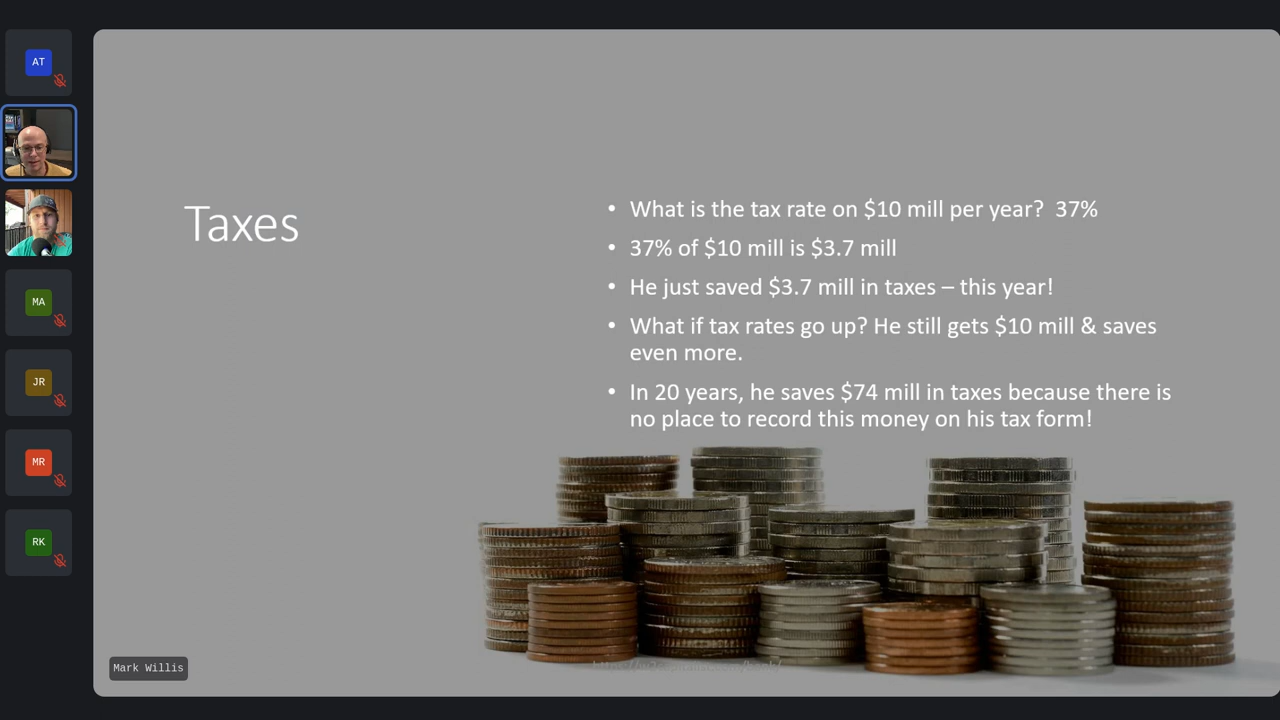 AT
MA
JR
MR
RK
Taxes
• What is the tax rate on $10 mill per year?  37%
• 37% of $10 mill is $3.7 mill
• He just saved $3.7 mill in taxes – this year!
• What if tax rates go up? He still gets $10 mill & saves
even more.
• In 20 years, he saves $74 mill in taxes because there is
no place to record this money on his tax form!
Mark Willis